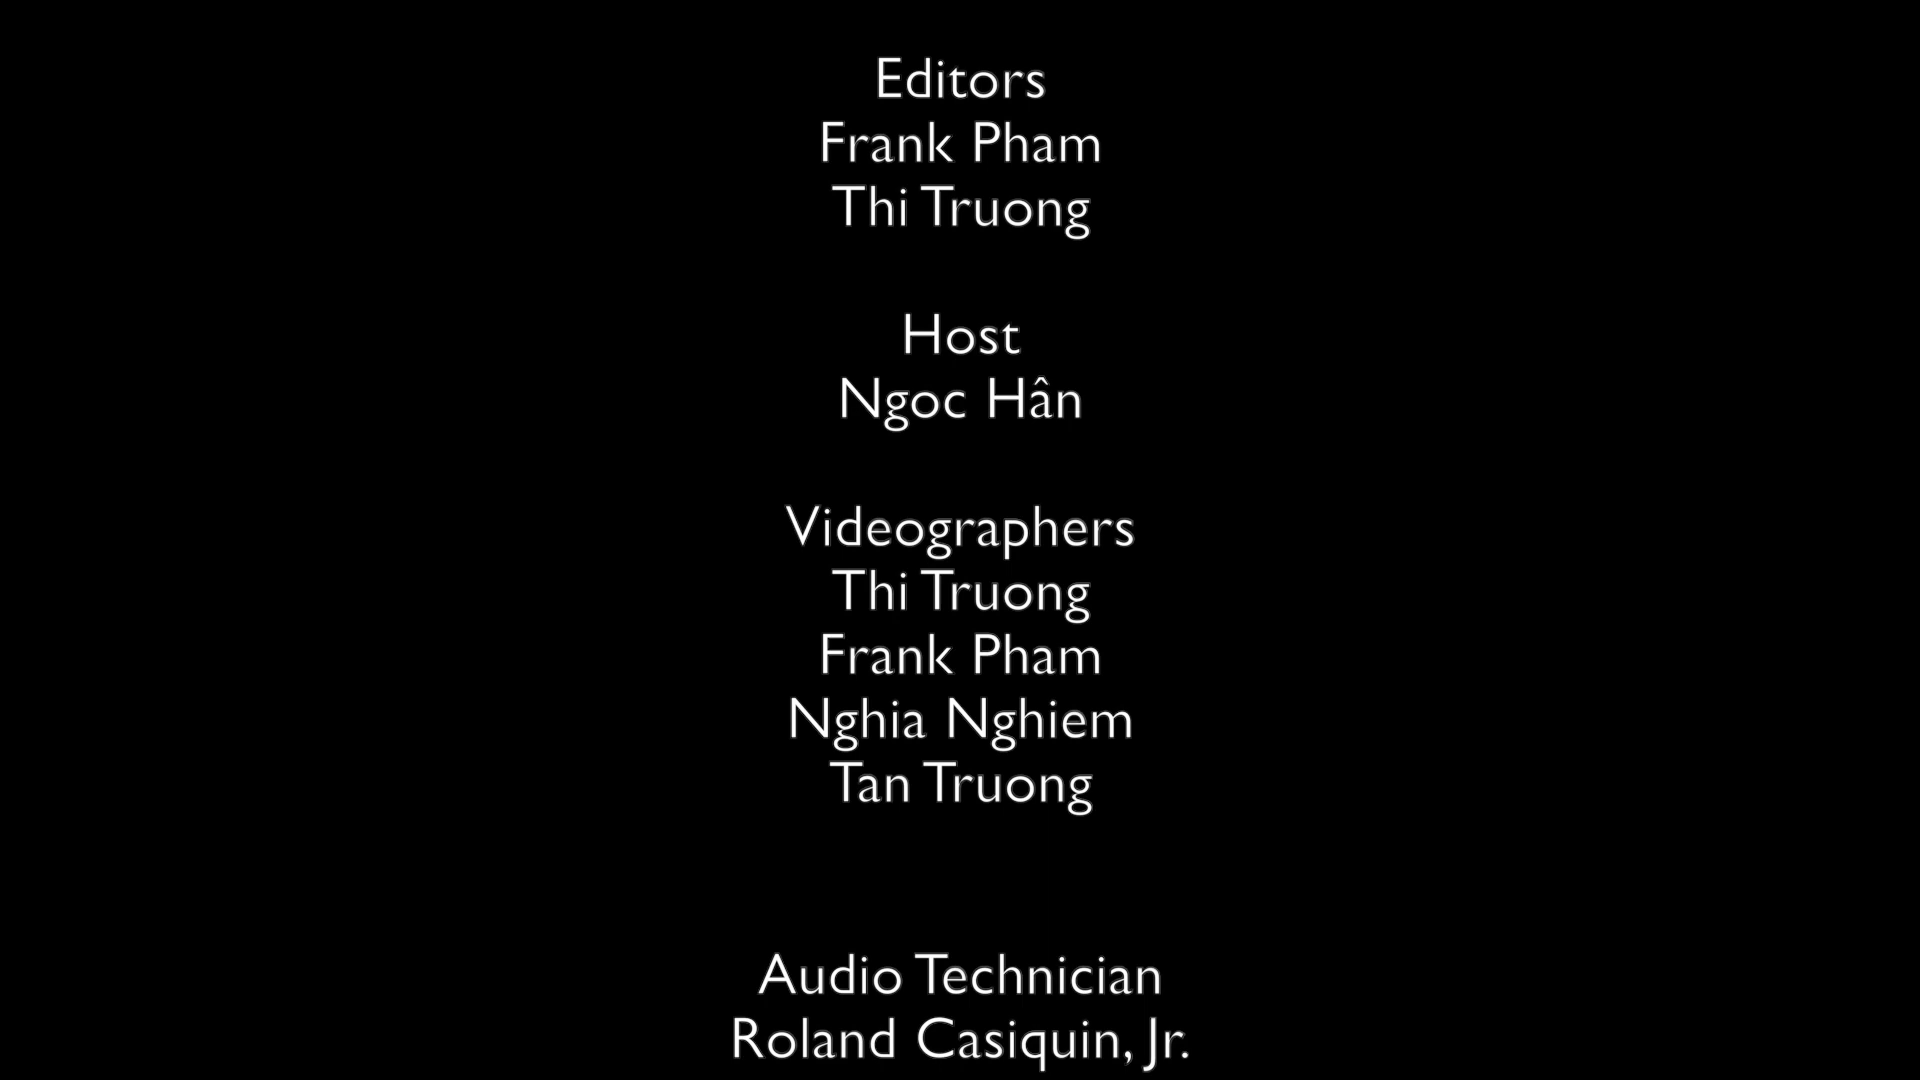 Editors
Frank Pham
Thi Truong
Host
Ngoc Hân
Videographers
Thi Truong
Frank Pham
Nghia Nghiem
Tan Truong
Audio Technician
Roland Casiquin, Jr.